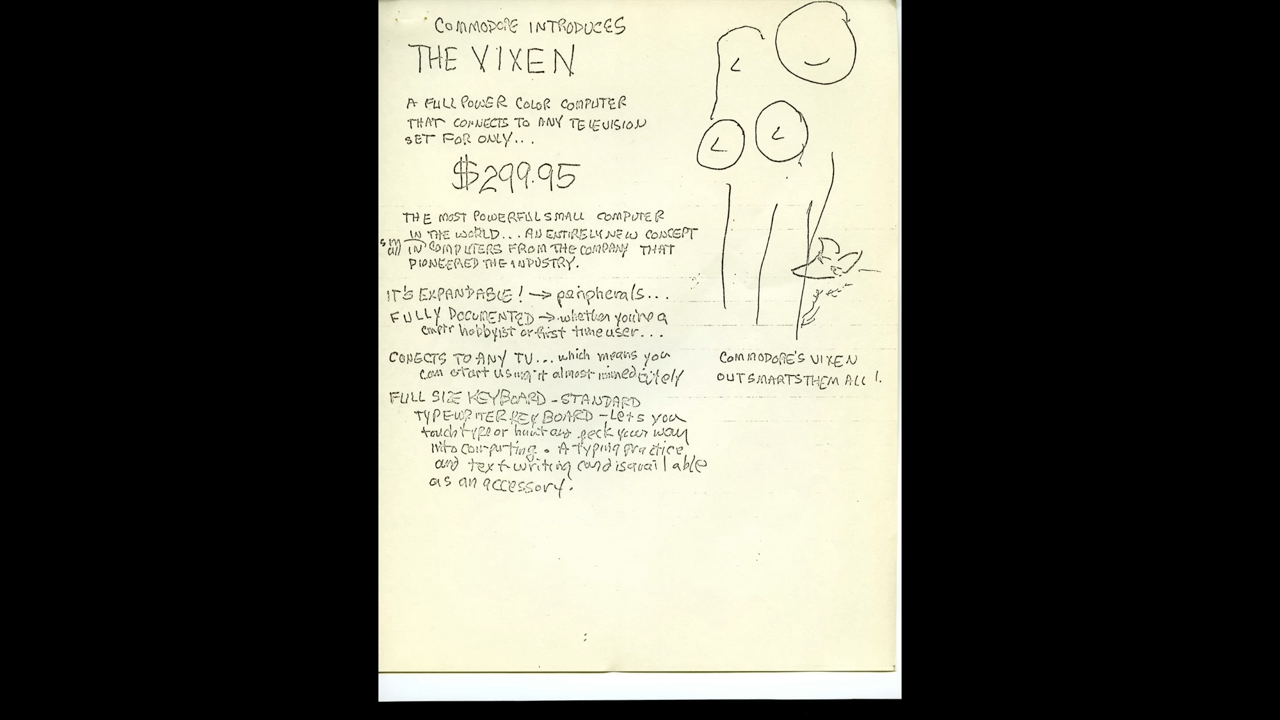 COMMODORE INTRODUCES
THE VIXEN
A FULL POWER COLOR COMPUTER
THAT CONNECTS TO ANY TELEVISION
SET FOR ONLY...
$299.95
THE MOST POWERFUL SMALL COMPUTER
IN THE WORLD... AN ENTIRELY NEW CONCEPT
small IN COMPUTERS FROM THE COMPANY THAT
PIONEERED THE INDUSTRY.
IT'S EXPANDABLE! → peripherals...
FULLY DOCUMENTED → whether you're a
cmptr hobbyist or first time user...
CONECTS TO ANY TV... which means you
can start using it almost immediately
FULL SIZE KEYBOARD - STANDARD
TYPEWRITER KEYBOARD - Lets you
touch type or hunt and peck your way
into computing. A typing practice
and text-writing card is available
as an accessory.
COMMODORE'S VIXEN
OUTSMARTS THEM ALL!